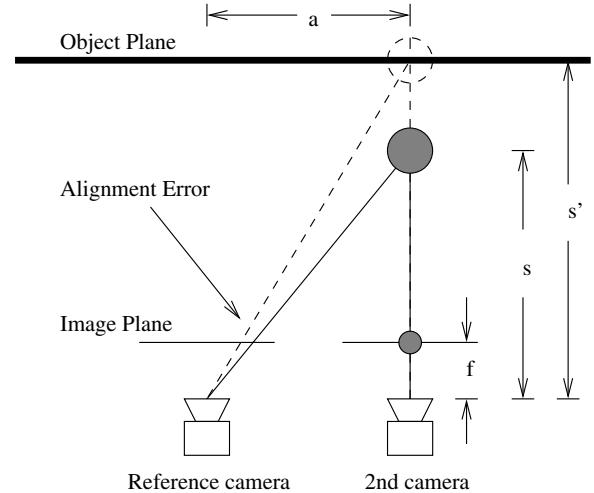 a
Object Plane
Alignment Error
s'
s
Image Plane
f
Reference camera
2nd camera